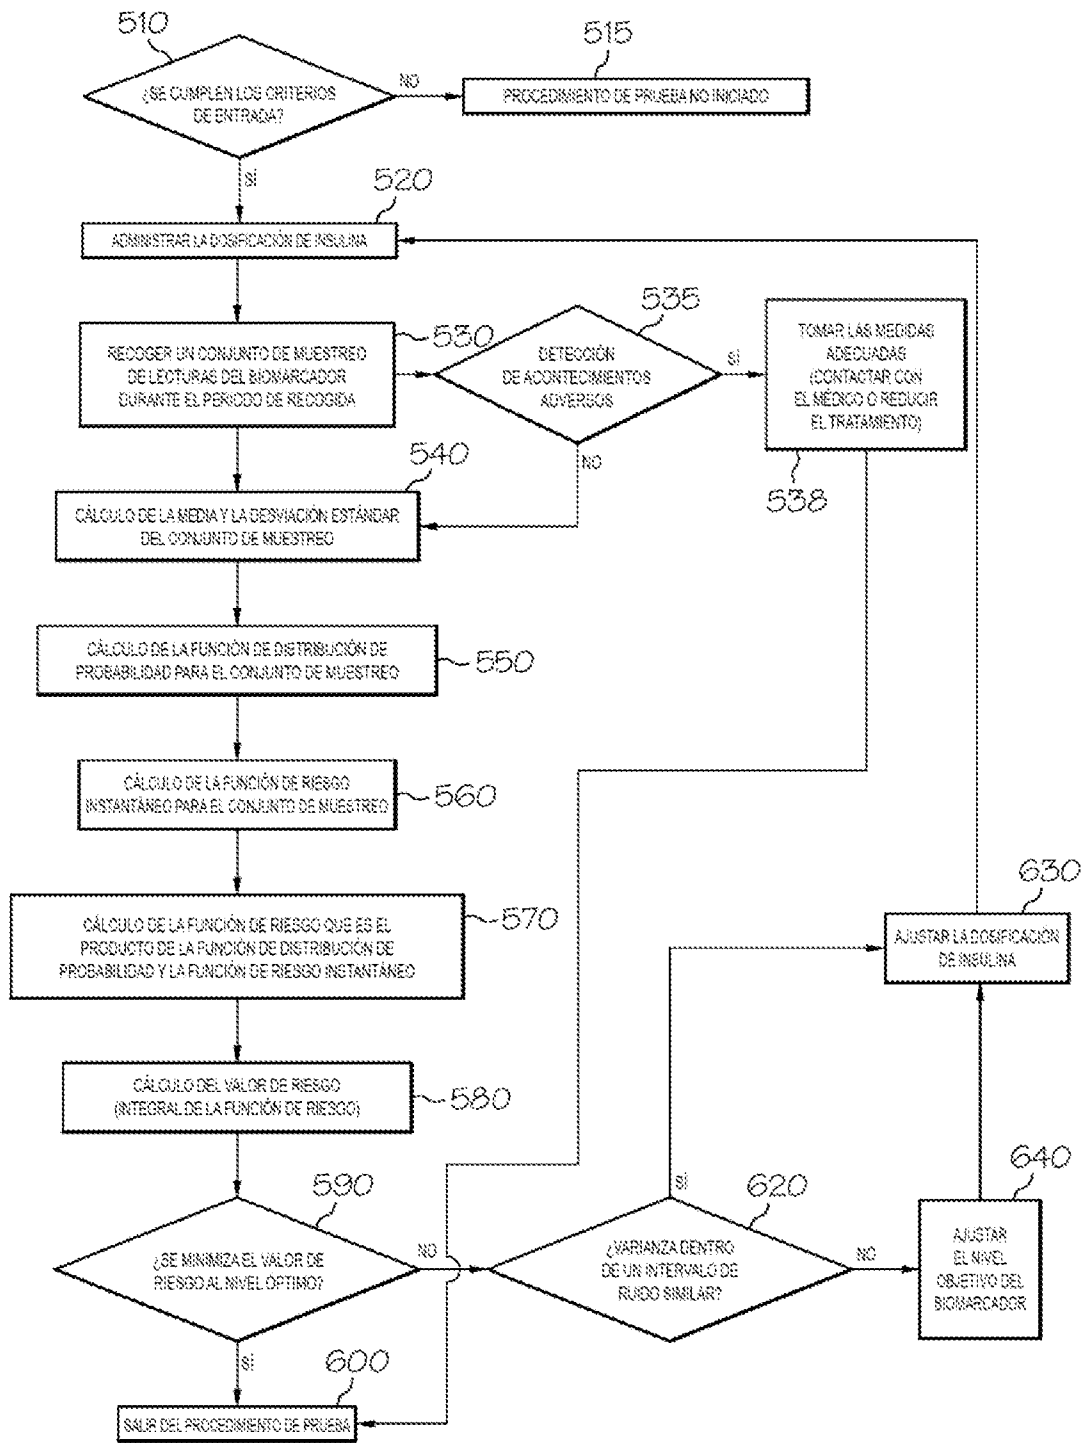 510
¿SE CUMPLEN LOS CRITERIOS
DE ENTRADA?
NO
515
PROCEDIMIENTO DE PRUEBA NO INICIADO
SÍ
520
ADMINISTRAR LA DOSIFICACIÓN DE INSULINA
530
RECOGER UN CONJUNTO DE MUESTREO
DE LECTURAS DEL BIOMARCADOR
DURANTE EL PERIODO DE RECOGIDA
535
DETECCIÓN
DE ACONTECIMIENTOS
ADVERSOS
SÍ
NO
TOMAR LAS MEDIDAS
ADECUADAS
(CONTACTAR CON
EL MÉDICO O REDUCIR
EL TRATAMIENTO)
538
540
CÁLCULO DE LA MEDIA Y LA DESVIACIÓN ESTÁNDAR
DEL CONJUNTO DE MUESTREO
CÁLCULO DE LA FUNCIÓN DE DISTRIBUCIÓN DE
PROBABILIDAD PARA EL CONJUNTO DE MUESTREO
550
CÁLCULO DE LA FUNCIÓN DE RIESGO
INSTANTÁNEO PARA EL CONJUNTO DE MUESTREO
560
CÁLCULO DE LA FUNCIÓN DE RIESGO QUE ES EL
PRODUCTO DE LA FUNCIÓN DE DISTRIBUCIÓN DE
PROBABILIDAD Y LA FUNCIÓN DE RIESGO INSTANTÁNEO
570
630
AJUSTAR LA DOSIFICACIÓN
DE INSULINA
CÁLCULO DEL VALOR DE RIESGO
(INTEGRAL DE LA FUNCIÓN DE RIESGO)
580
590
¿SE MINIMIZA EL VALOR DE
RIESGO AL NIVEL ÓPTIMO?
NO
SÍ
620
¿VARIANZA DENTRO
DE UN INTERVALO DE
RUIDO SIMILAR?
SÍ
NO
640
AJUSTAR
EL NIVEL
OBJETIVO DEL
BIOMARCADOR
600
SALIR DEL PROCEDIMIENTO DE PRUEBA